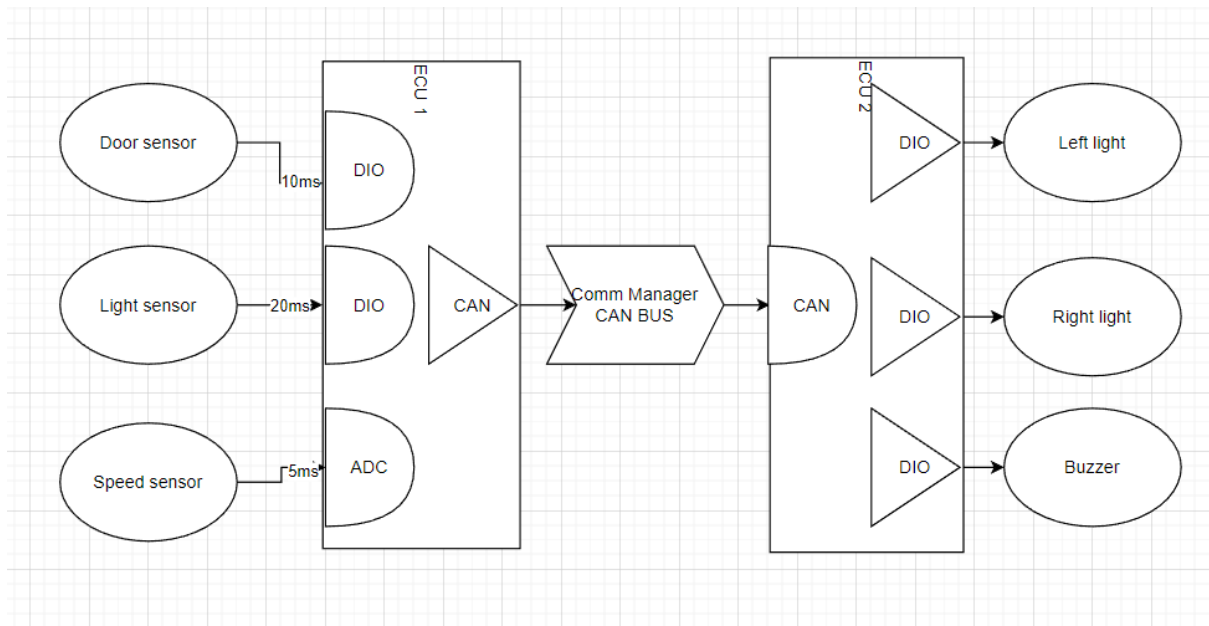 ECU 1
ECU 2
Door sensor
10ms
DIO
DIO
Left light
Light sensor
20ms
DIO
CAN
Comm Manager
CAN BUS
CAN
DIO
Right light
Speed sensor
5ms
ADC
DIO
Buzzer